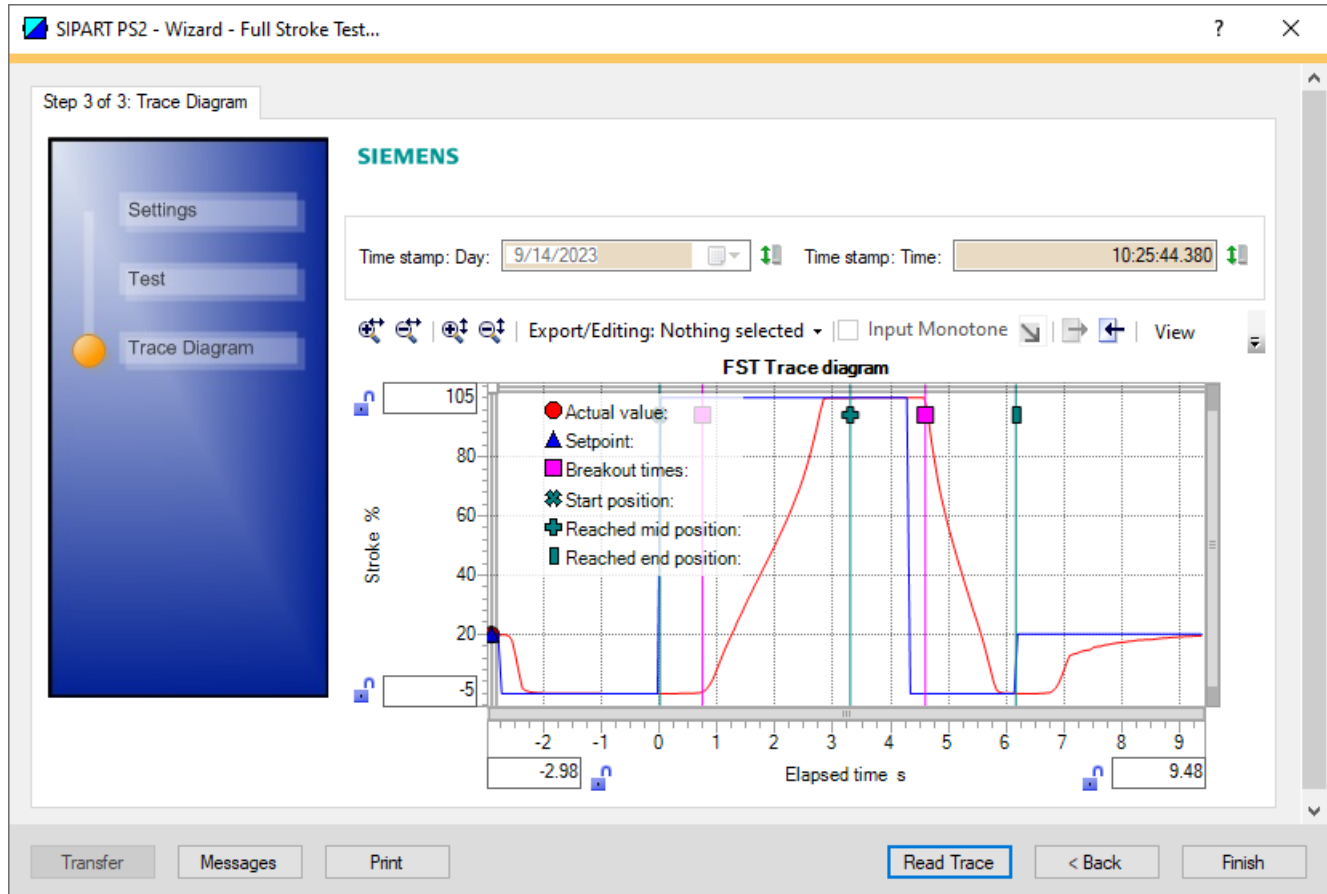 SIPART PS2 - Wizard - Full Stroke Test...
?
Step 3 of 3: Trace Diagram
SIEMENS
Settings
Test
Trace Diagram
Time stamp: Day: 9/14/2023 Time stamp: Time: 10:25:44.380
Export/Editing: Nothing selected Input Monotone View
FST Trace diagram
105
80
60
40
20
-5
Stroke %
Actual value:
Setpoint:
Breakout times:
Start position:
Reached mid position:
Reached end position:
-2 -1 0 1 2 3 4 5 6 7 8 9
-2.98 Elapsed time s 9.48
Transfer Messages Print Read Trace < Back Finish